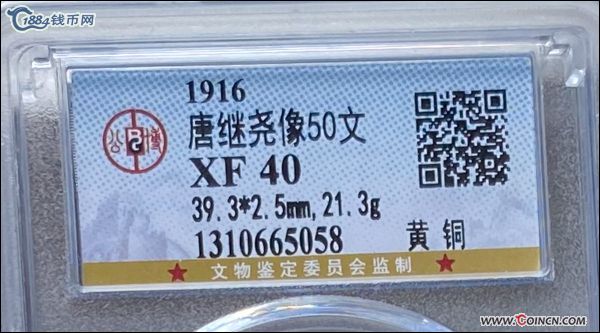 1884钱币网
1916
唐继尧像50文
公 博
XF 40
39.3*2.5mm,21.3g
1310665058 黄铜
文物鉴定委员会监制
www.COINCN.com